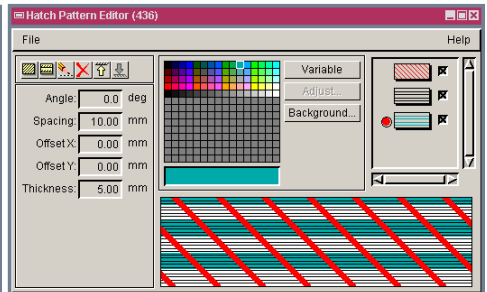 Hatch Pattern Editor (436)
File Help
Variable
Adjust...
Background...
Angle: 0.0 deg
Spacing: 10.00 mm
Offset X: 0.00 mm
Offset Y: 0.00 mm
Thickness: 5.00 mm